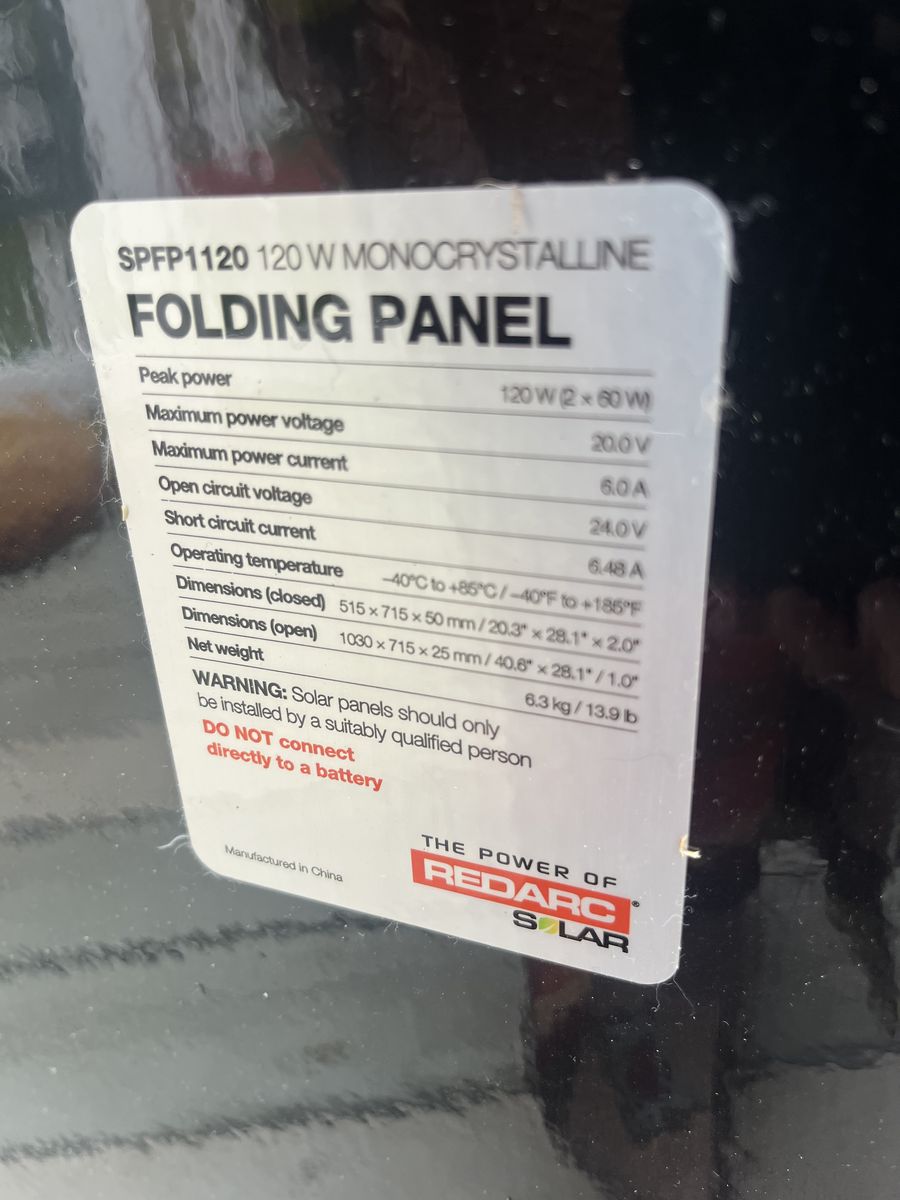 SPFP1120 120 W MONOCRYSTALLINE
FOLDING PANEL
Peak power 120 W (2 × 60 W)
Maximum power voltage 20.0 V
Maximum power current 6.0 A
Open circuit voltage 24.0 V
Short circuit current 6.48 A
Operating temperature –40°C to +85°C / –40°F to +185°F
Dimensions (closed) 515 × 715 × 50 mm / 20.3" × 28.1" × 2.0"
Dimensions (open) 1030 × 715 × 25 mm / 40.6" × 28.1" / 1.0"
Net weight 6.3 kg / 13.9 lb
WARNING: Solar panels should only
be installed by a suitably qualified person
DO NOT connect
directly to a battery
Manufactured in China
THE POWER OF
REDARC®
SOLAR